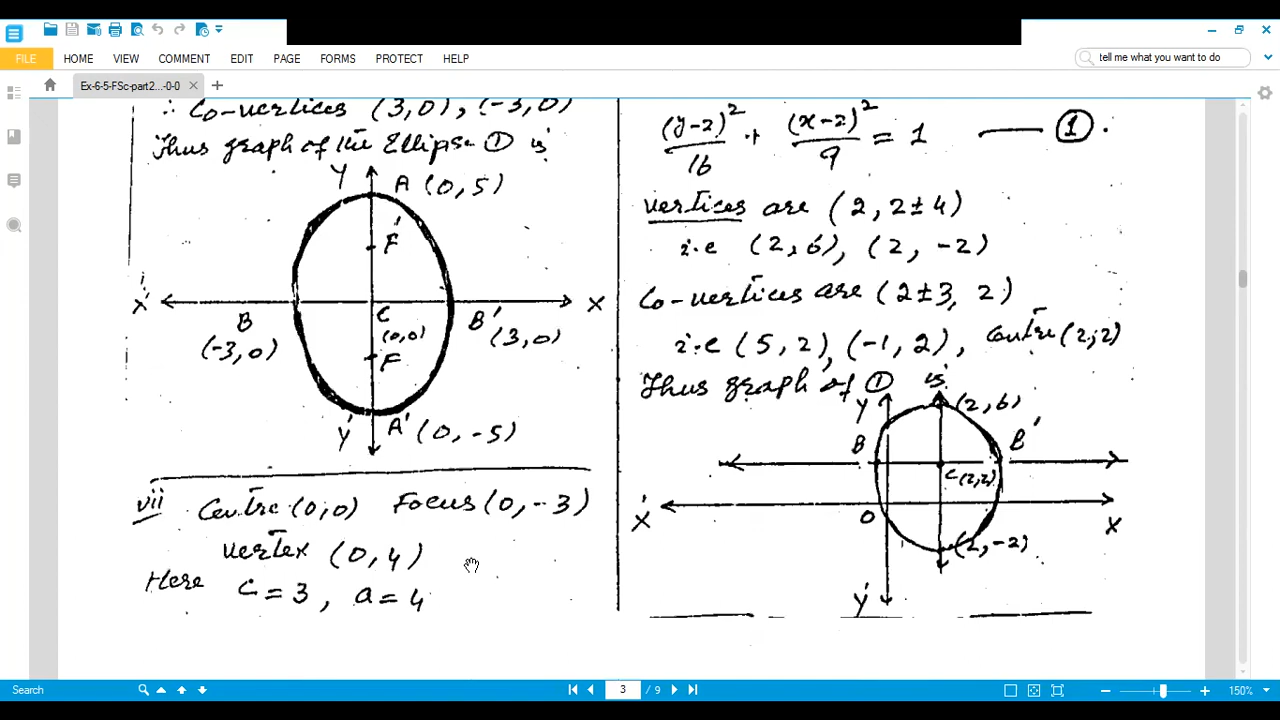 FILE HOME VIEW COMMENT EDIT PAGE FORMS PROTECT HELP
tell me what you want to do
Ex-6-5-FSc-part2...-0-0
∴ Co-vertices (3,0), (-3,0)
Thus graph of the Ellipse ① is
Y
A (0, 5)
F'
X'
X
C
(0,0)
B
(-3,0)
B' (3,0)
F
Y'
A' (0, -5)
vii Centre (0,0) Focus (0, -3)
vertex (0, 4)
Here c = 3, a = 4
(y-2)²/16 + (x-2)²/9 = 1 —— ① .
vertices are (2, 2±4)
i.e (2, 6), (2, -2)
Co-vertices are (2±3, 2)
i.e (5, 2), (-1, 2), Centre (2,2)
Thus graph of ① is
Y
(2, 6)
B
B'
C(2,2)
X'
O
X
(2, -2)
Y'
Search
3 / 9
150%